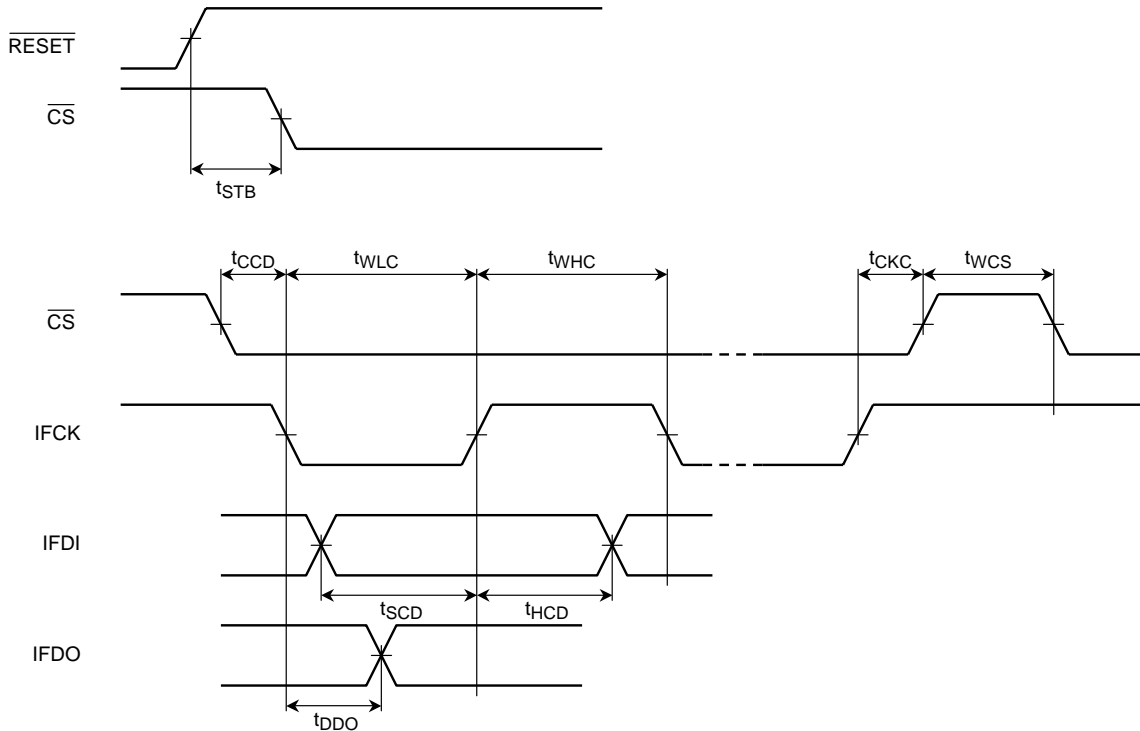 RESET
CS
tSTB
tCCD tWLC tWHC tCKC tWCS
CS
IFCK
IFDI
tSCD tHCD
IFDO
tDDO